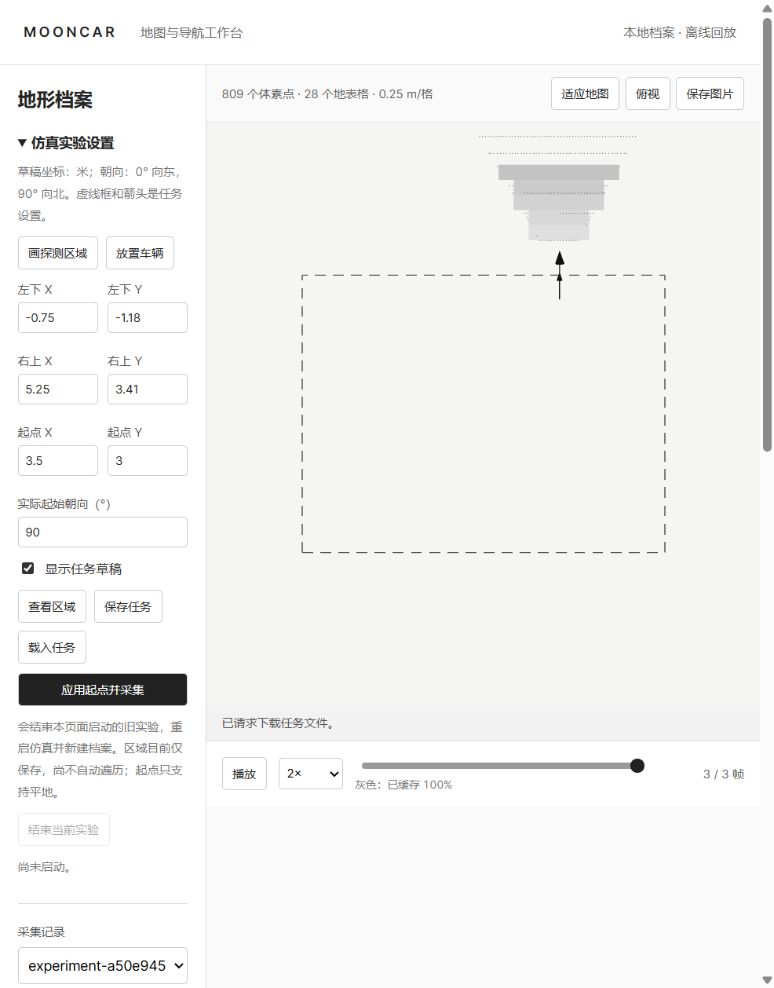 MOONCAR 地图与导航工作台 本地档案 · 离线回放
地形档案
▼ 仿真实验设置
草稿坐标：米；朝向：0° 向东，
90° 向北。虚线框和箭头是任务
设置。
画探测区域 放置车辆
左下 X 左下 Y
-0.75 -1.18
右上 X 右上 Y
5.25 3.41
起点 X 起点 Y
3.5 3
实际起始朝向（°）
90
显示任务草稿
查看区域 保存任务
载入任务
应用起点并采集
会结束本页面启动的旧实验，重
启仿真并新建档案。区域目前仅
保存，尚不自动遍历；起点只支
持平地。
结束当前实验
尚未启动。
采集记录
experiment-a50e945
809 个体素点 · 28 个地表格 · 0.25 m/格
适应地图 俯视 保存图片
已请求下载任务文件。
播放 2× 3 / 3 帧
灰色：已缓存 100%